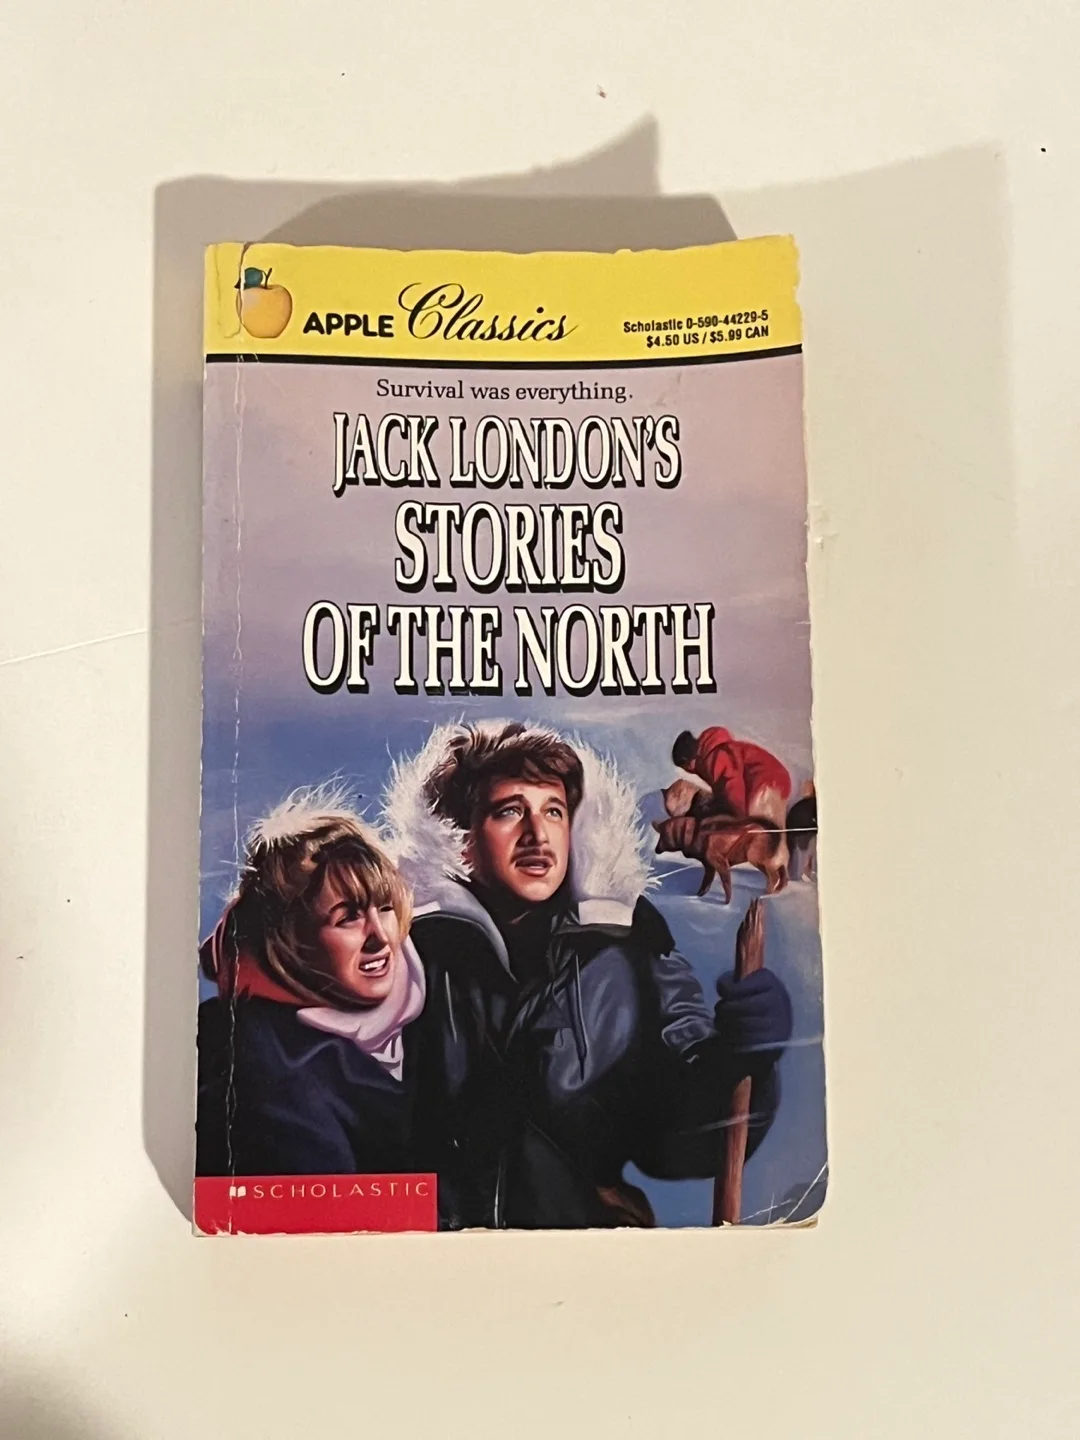 APPLE Classics
Scholastic 0-590-44229-5
$4.50 US / $5.99 CAN
Survival was everything.
JACK LONDON'S
STORIES
OF THE NORTH
SCHOLASTIC